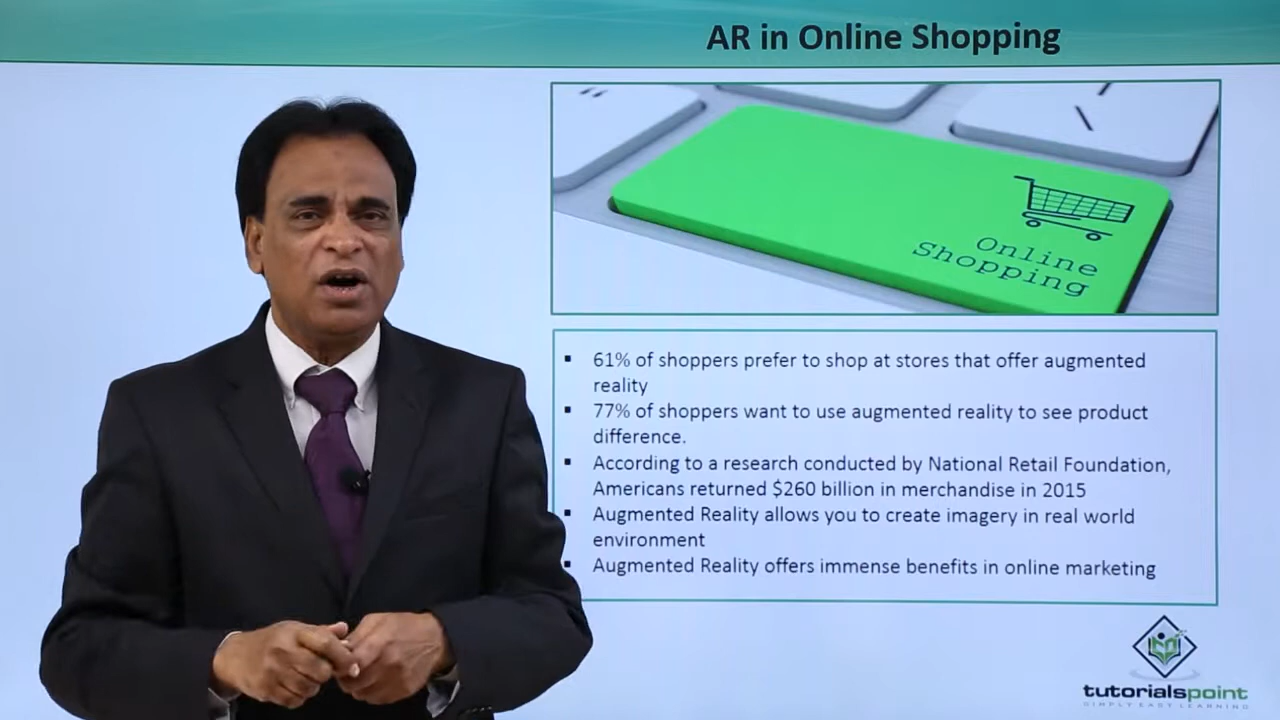 AR in Online Shopping
Online
Shopping
61% of shoppers prefer to shop at stores that offer augmented
reality
77% of shoppers want to use augmented reality to see product
difference.
According to a research conducted by National Retail Foundation,
Americans returned $260 billion in merchandise in 2015
Augmented Reality allows you to create imagery in real world
environment
Augmented Reality offers immense benefits in online marketing
tutorialspoint
SIMPLY EASY LEARNING